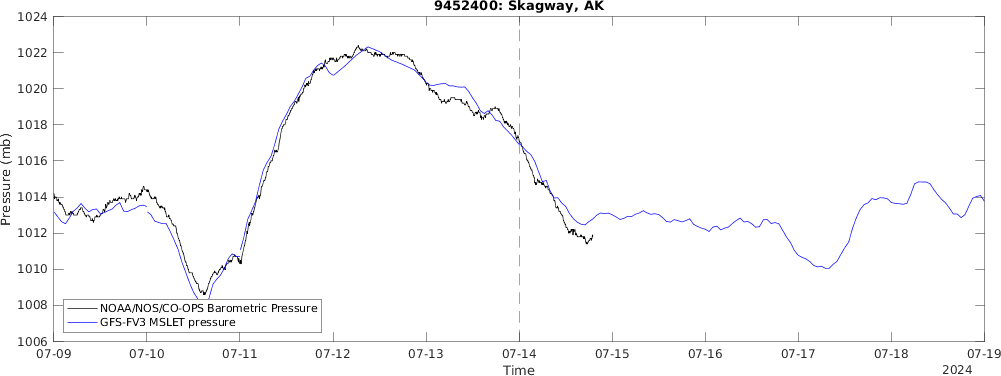 9452400: Skagway, AK
1024
1022
1020
1018
1016
1014
1012
1010
1008
1006
Pressure (mb)
NOAA/NOS/CO-OPS Barometric Pressure
GFS-FV3 MSLET pressure
07-09 07-10 07-11 07-12 07-13 07-14 07-15 07-16 07-17 07-18 07-19
Time
2024